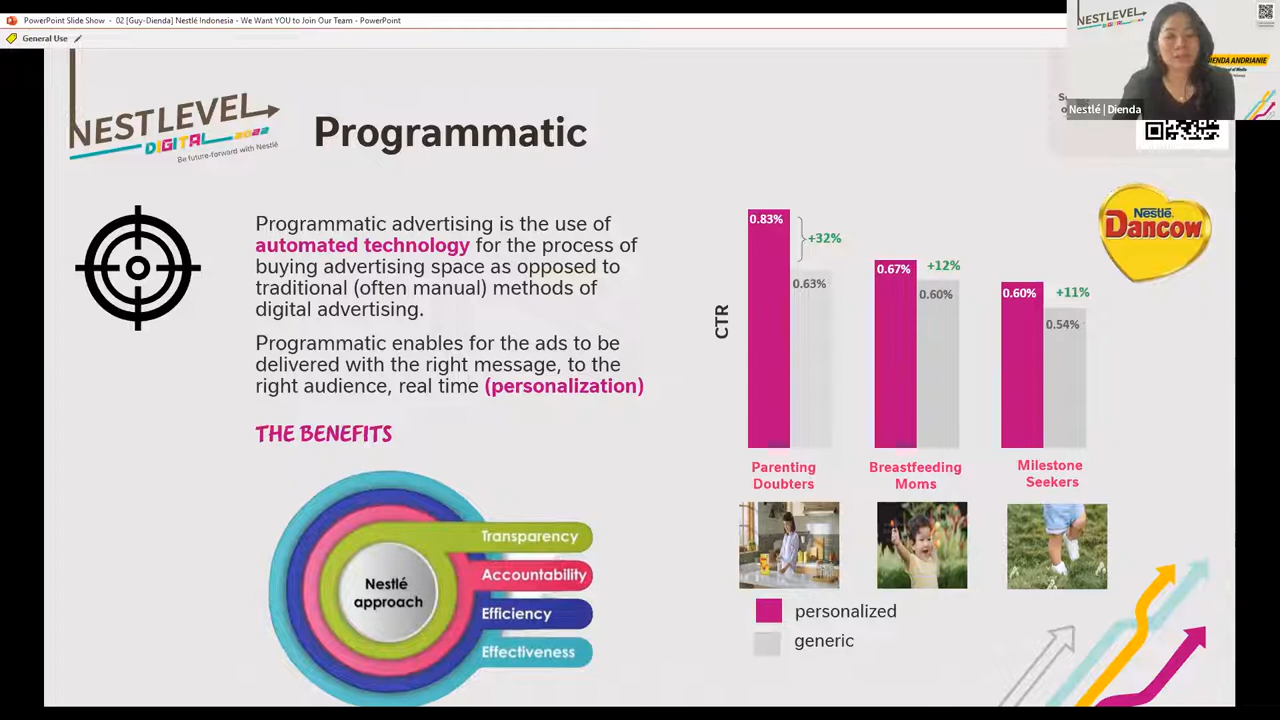 PowerPoint Slide Show - 02 [Guy-Dienda] Nestlé Indonesia - We Want YOU to Join Our Team - PowerPoint
General Use
NESTLEVEL
DIGITAL 2022
Be future-forward with Nestlé
Programmatic
NESTLEVEL
DIGITAL
DIENDA ANDRIANIE
Nestlé | Dienda
Programmatic advertising is the use of
automated technology for the process of
buying advertising space as opposed to
traditional (often manual) methods of
digital advertising.
Programmatic enables for the ads to be
delivered with the right message, to the
right audience, real time (personalization)
THE BENEFITS
Nestlé
approach
Transparency
Accountability
Efficiency
Effectiveness
Nestlé
Dancow
CTR
0.83%
+32%
0.63%
0.67%
+12%
0.60%
0.60%
+11%
0.54%
Parenting
Doubters
Breastfeeding
Moms
Milestone
Seekers
personalized
generic